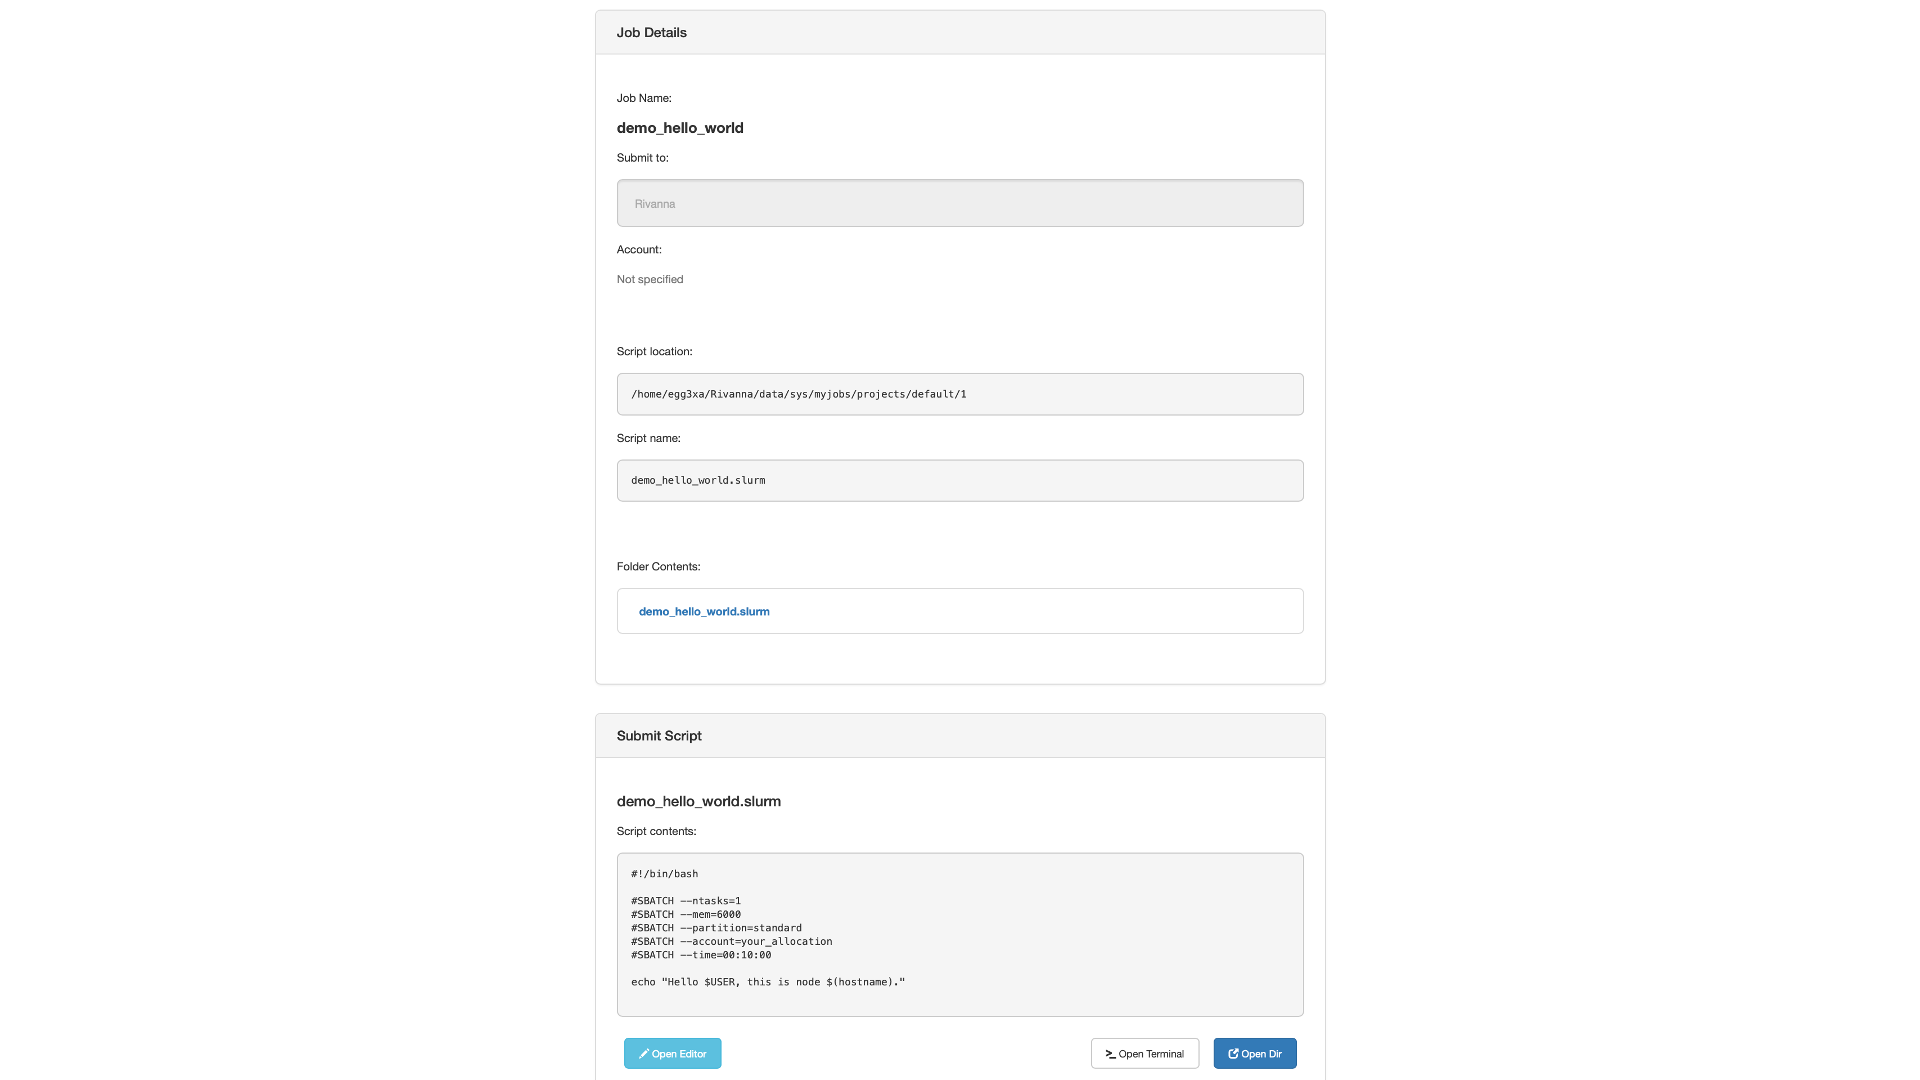 Job Details
Job Name:
demo_hello_world
Submit to:
Rivanna
Account:
Not specified
Script location:
/home/egg3xa/Rivanna/data/sys/myjobs/projects/default/1
Script name:
demo_hello_world.slurm
Folder Contents:
demo_hello_world.slurm
Submit Script
demo_hello_world.slurm
Script contents:
#!/bin/bash
#SBATCH --ntasks=1
#SBATCH --mem=6000
#SBATCH --partition=standard
#SBATCH --account=your_allocation
#SBATCH --time=00:10:00
echo "Hello $USER, this is node $(hostname)."
Open Editor
Open Terminal
Open Dir